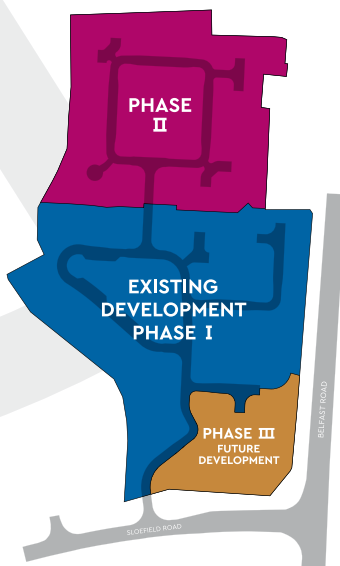 PHASE
II
EXISTING
DEVELOPMENT
PHASE I
PHASE III
FUTURE
DEVELOPMENT
BELFAST ROAD
SLOEFIELD ROAD